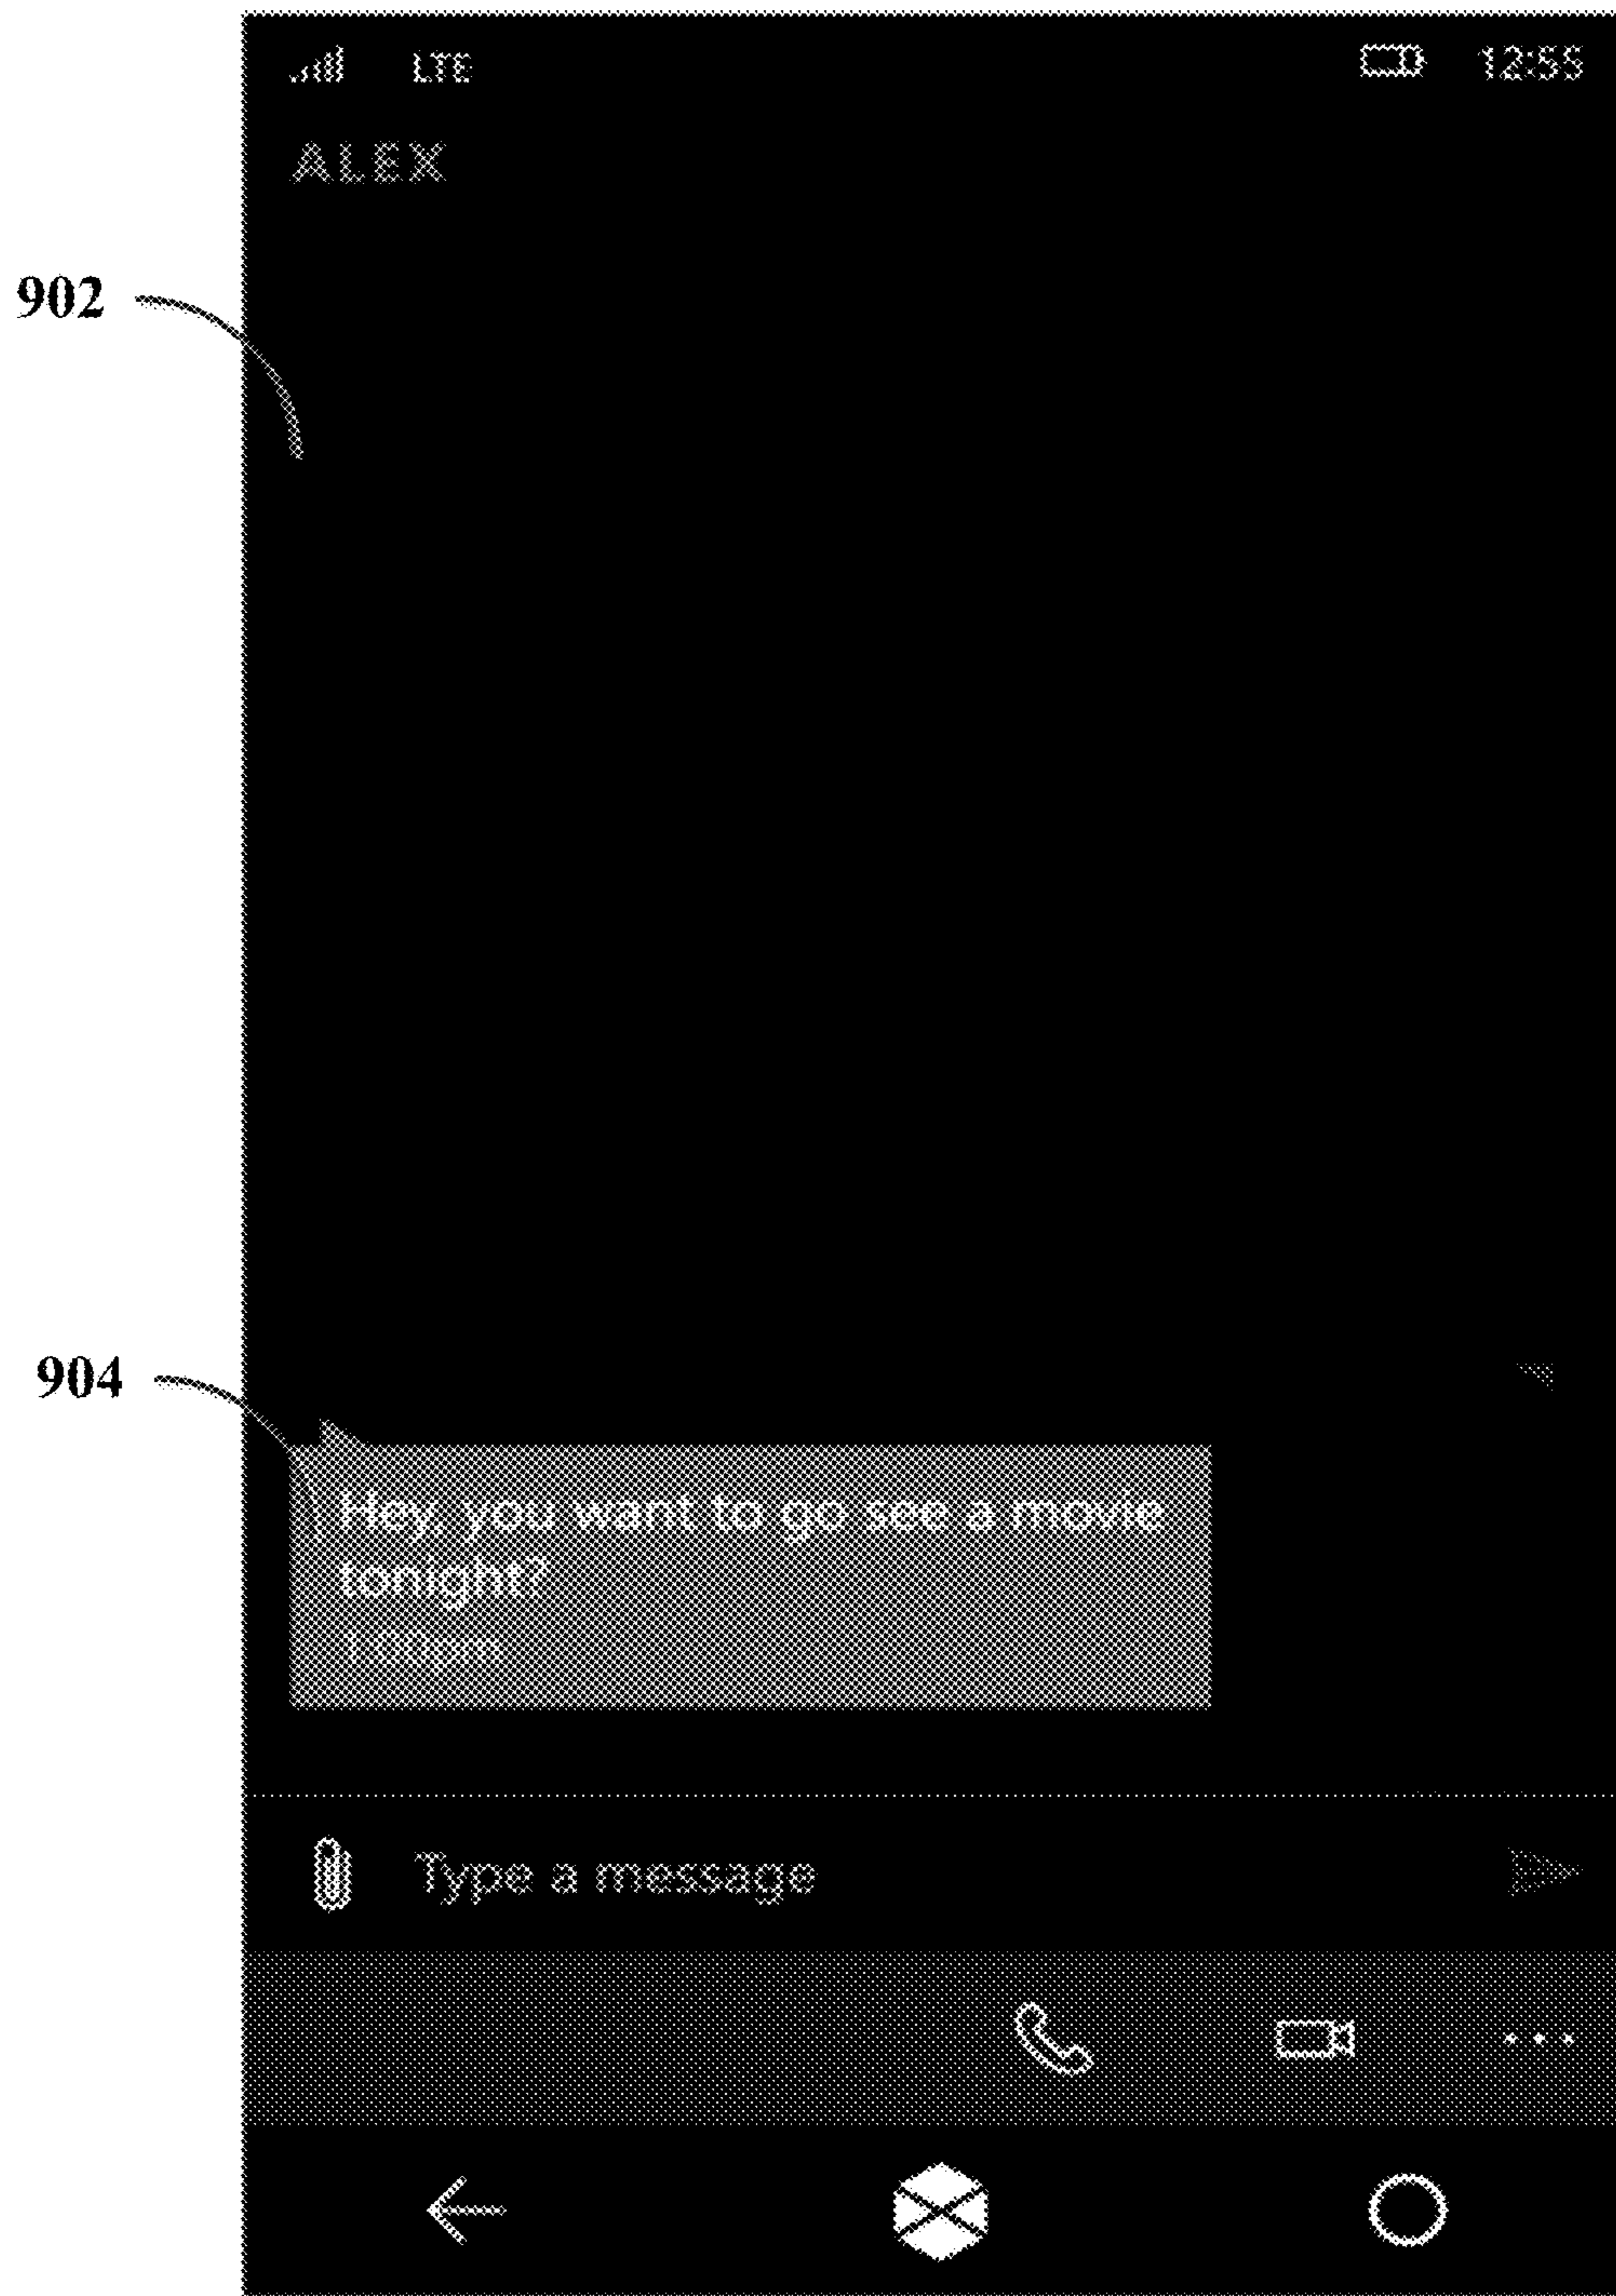 LTE 12:55
ALEX
902
904
Hey, you want to go see a movie
tonight?
Type a message